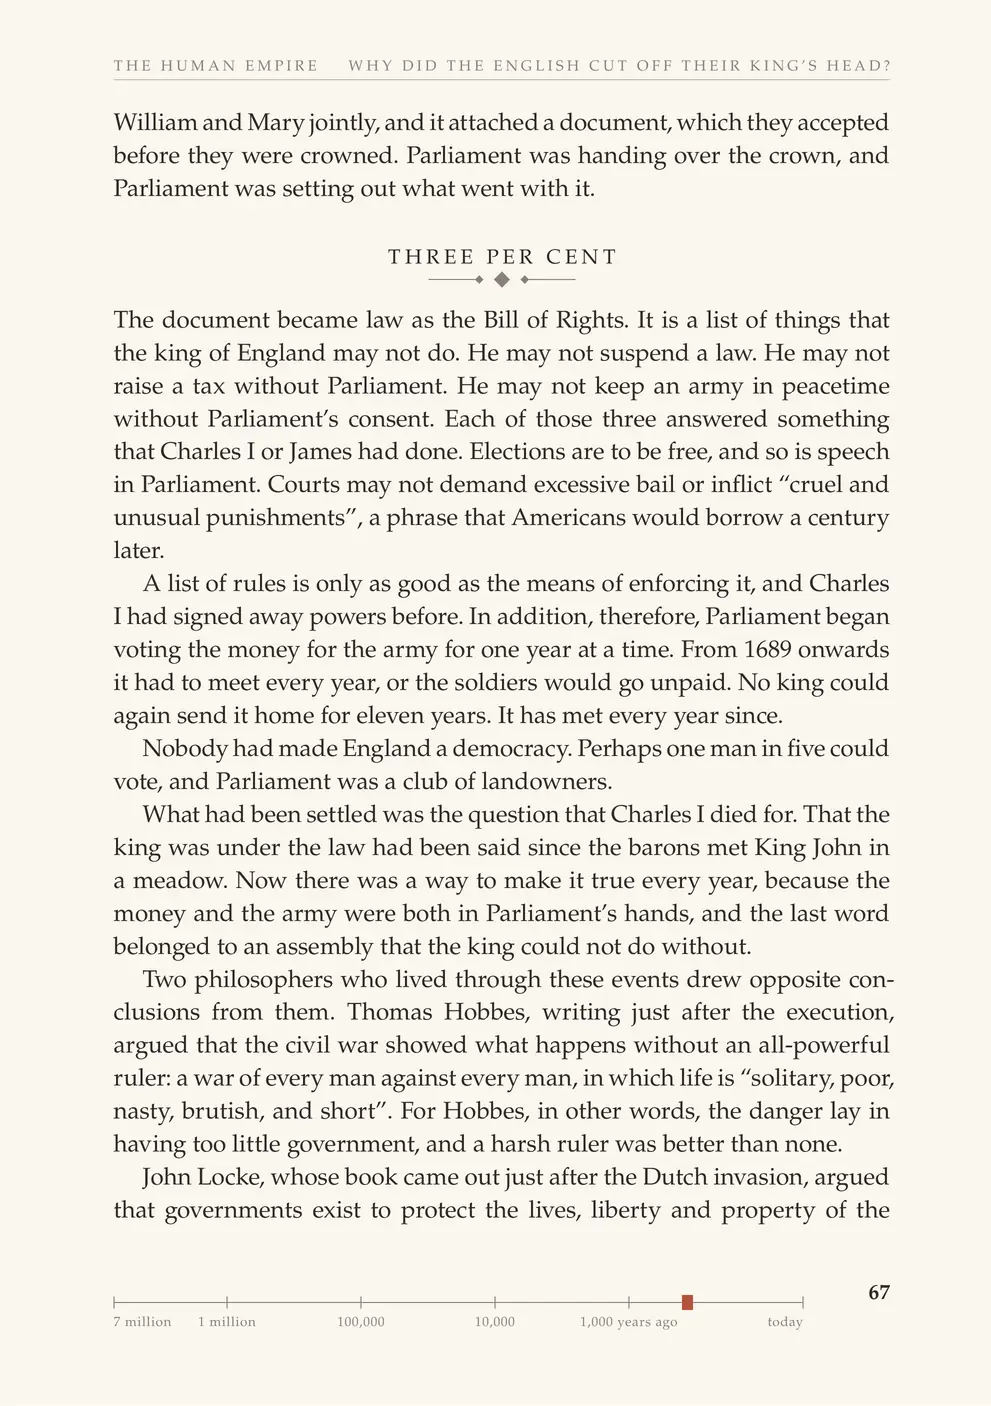 THE HUMAN EMPIRE WHY DID THE ENGLISH CUT OFF THEIR KING’S HEAD?
William and Mary jointly, and it attached a document, which they accepted
before they were crowned. Parliament was handing over the crown, and
Parliament was setting out what went with it.
THREE PER CENT
The document became law as the Bill of Rights. It is a list of things that
the king of England may not do. He may not suspend a law. He may not
raise a tax without Parliament. He may not keep an army in peacetime
without Parliament’s consent. Each of those three answered something
that Charles I or James had done. Elections are to be free, and so is speech
in Parliament. Courts may not demand excessive bail or inflict “cruel and
unusual punishments”, a phrase that Americans would borrow a century
later.
A list of rules is only as good as the means of enforcing it, and Charles
I had signed away powers before. In addition, therefore, Parliament began
voting the money for the army for one year at a time. From 1689 onwards
it had to meet every year, or the soldiers would go unpaid. No king could
again send it home for eleven years. It has met every year since.
Nobody had made England a democracy. Perhaps one man in five could
vote, and Parliament was a club of landowners.
What had been settled was the question that Charles I died for. That the
king was under the law had been said since the barons met King John in
a meadow. Now there was a way to make it true every year, because the
money and the army were both in Parliament’s hands, and the last word
belonged to an assembly that the king could not do without.
Two philosophers who lived through these events drew opposite con-
clusions from them. Thomas Hobbes, writing just after the execution,
argued that the civil war showed what happens without an all-powerful
ruler: a war of every man against every man, in which life is “solitary, poor,
nasty, brutish, and short”. For Hobbes, in other words, the danger lay in
having too little government, and a harsh ruler was better than none.
John Locke, whose book came out just after the Dutch invasion, argued
that governments exist to protect the lives, liberty and property of the
67
7 million 1 million 100,000 10,000 1,000 years ago today